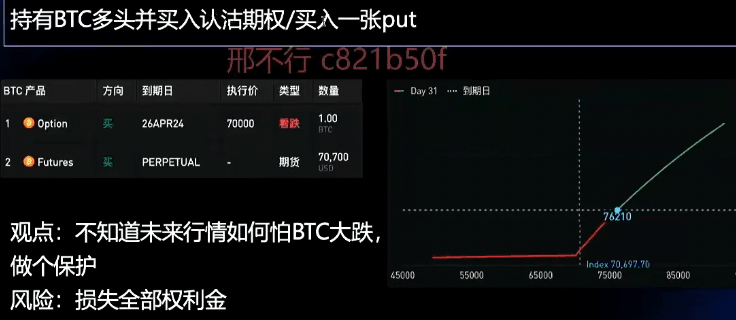 持有BTC多头并买入认沽期权/买入一张put
邢不行 c821b50f
BTC 产品 方向 到期日 执行价 类型 数量
1 Option 买 26APR24 70000 看跌 1.00 BTC
2 Futures 买 PERPETUAL - 期货 70,700 USD
Day 31 到期日
76210
Index 70,697.70
45000 55000 65000 75000 85000
观点：不知道未来行情如何怕BTC大跌，
做个保护
风险：损失全部权利金